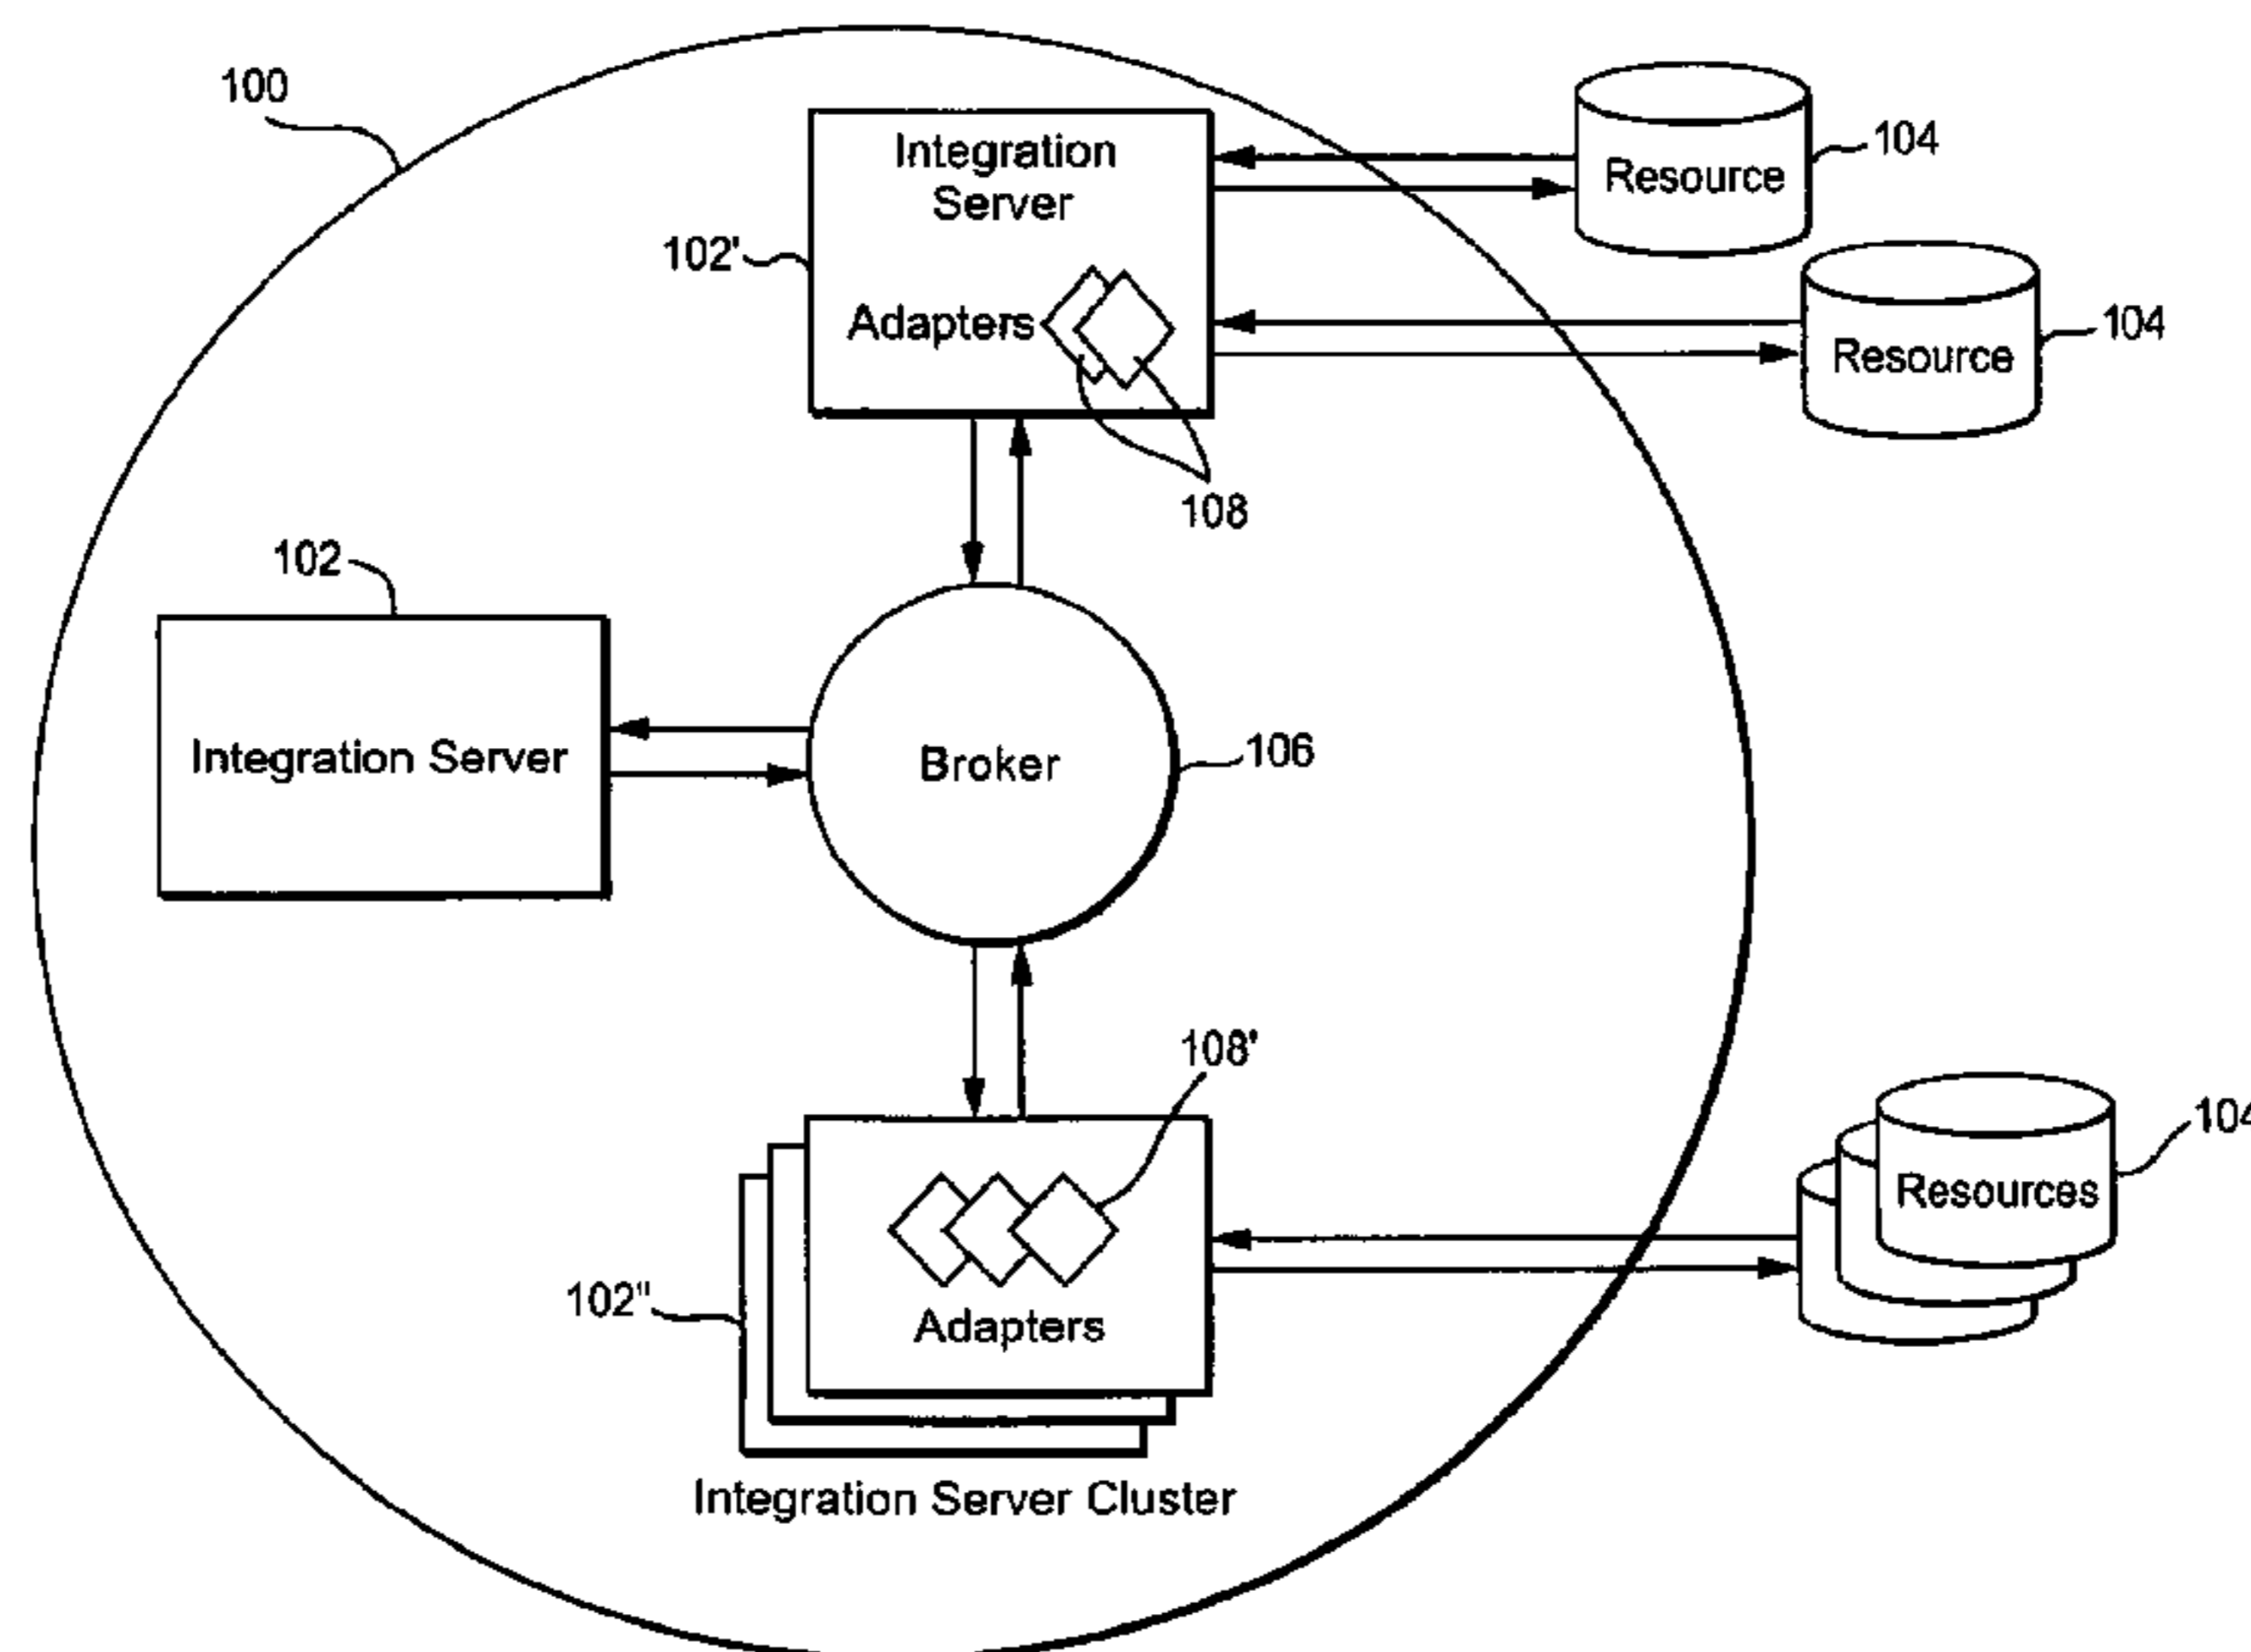 100
Integration
Server
102'
Adapters
108
Resource
104
Resource
104
102
Integration Server
Broker
106
108'
102"
Adapters
Integration Server Cluster
Resources
104